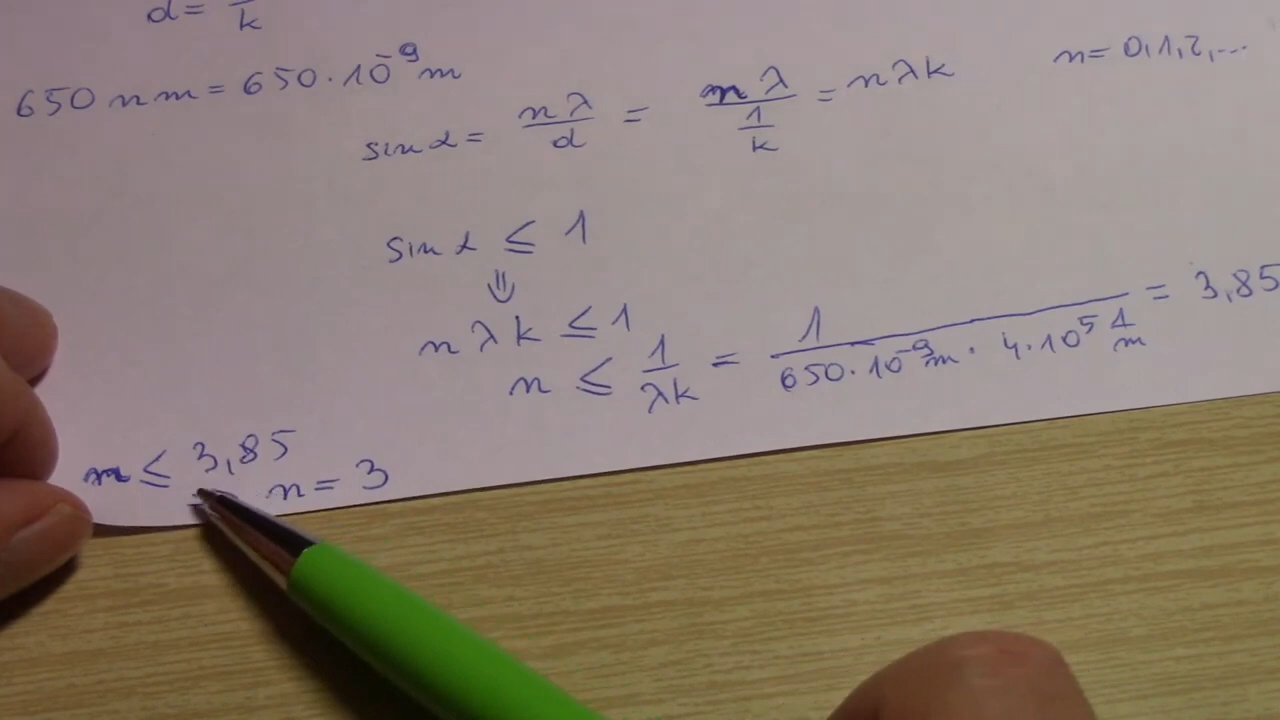 d = 1/k
650 nm = 650 · 10⁻⁹ m
n = 0, 1, 2, ...
sin α = nλ/d = nλ/(1/k) = nλk
sin α ≤ 1
⇓
nλk ≤ 1
n ≤ 1/λk = 1/(650 · 10⁻⁹ m · 4 · 10⁵ 1/m) = 3,85
n ≤ 3,85
n = 3